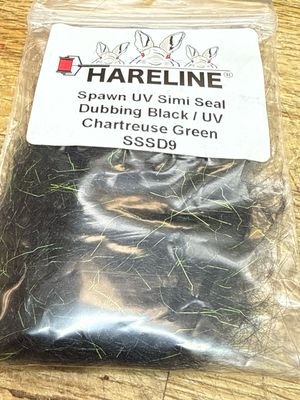 HARELINE®
Spawn UV Simi Seal
Dubbing Black / UV
Chartreuse Green
SSSD9